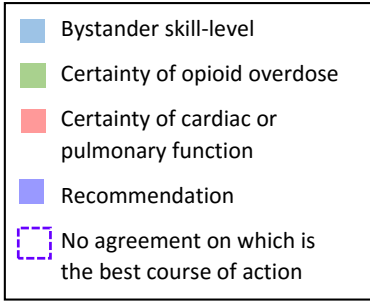 Bystander skill-level
Certainty of opioid overdose
Certainty of cardiac or
pulmonary function
Recommendation
No agreement on which is
the best course of action